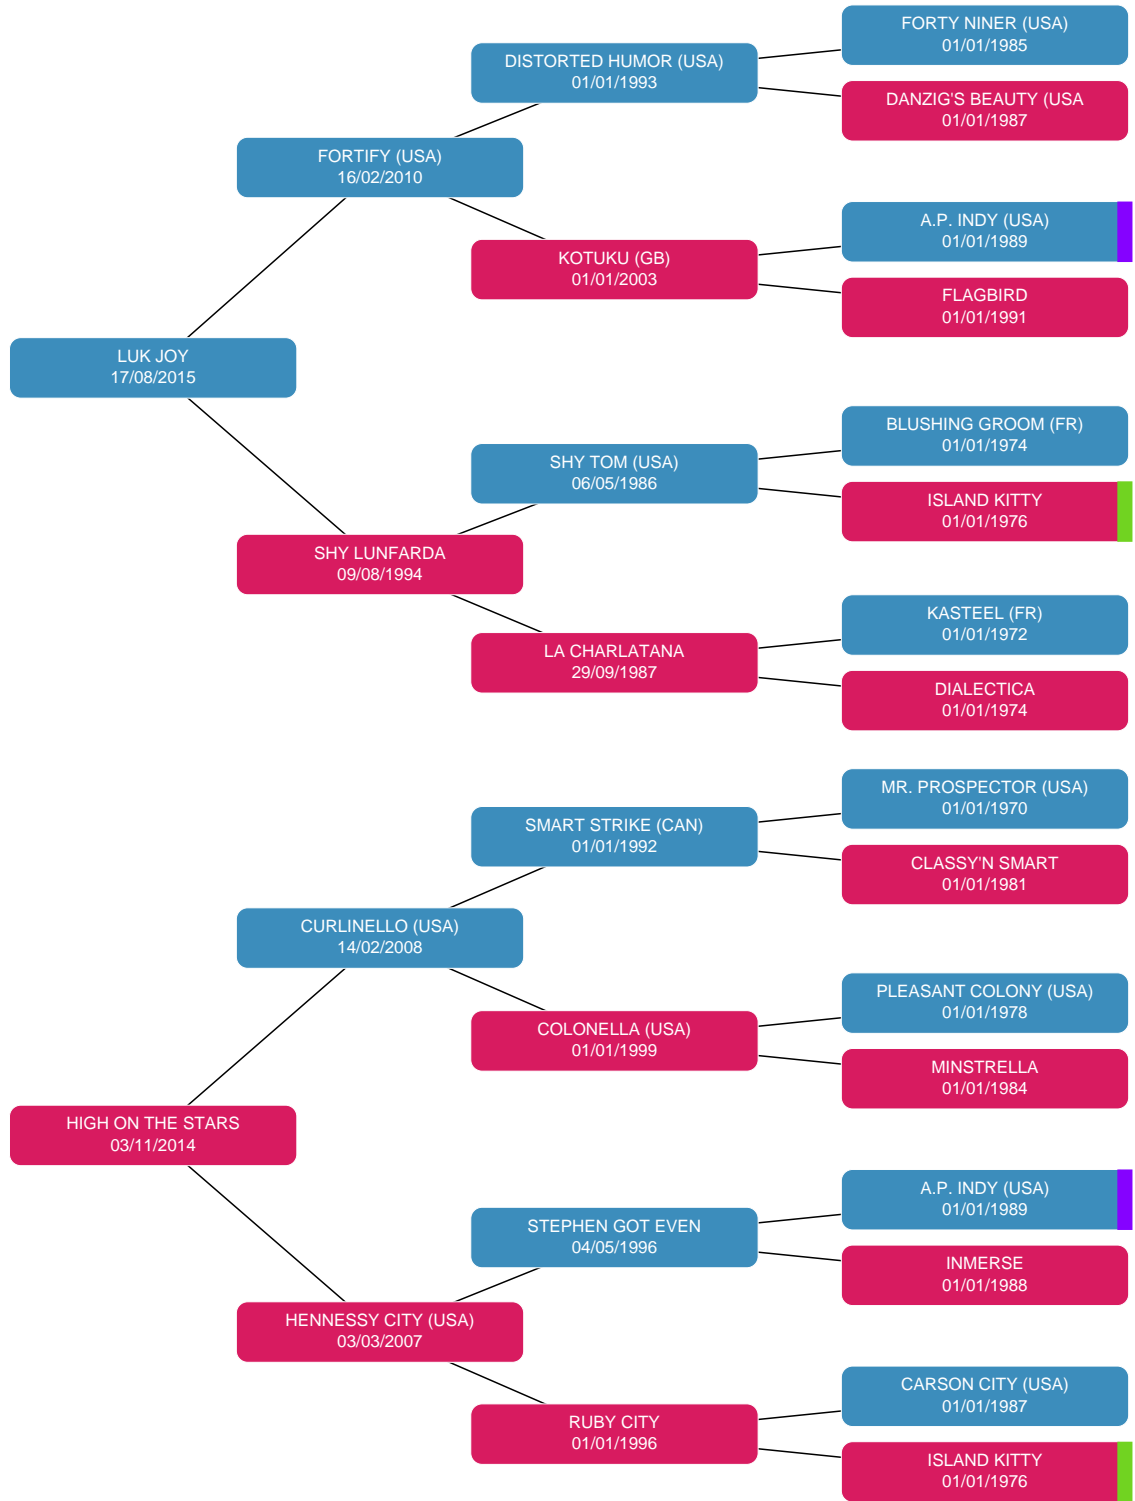 FORTY NINER (USA)
01/01/1985
DISTORTED HUMOR (USA)
01/01/1993
DANZIG'S BEAUTY (USA
01/01/1987
FORTIFY (USA)
16/02/2010
A.P. INDY (USA)
01/01/1989
KOTUKU (GB)
01/01/2003
FLAGBIRD
01/01/1991
LUK JOY
17/08/2015
BLUSHING GROOM (FR)
01/01/1974
SHY TOM (USA)
06/05/1986
ISLAND KITTY
01/01/1976
SHY LUNFARDA
09/08/1994
KASTEEL (FR)
01/01/1972
LA CHARLATANA
29/09/1987
DIALECTICA
01/01/1974
MR. PROSPECTOR (USA)
01/01/1970
SMART STRIKE (CAN)
01/01/1992
CLASSY'N SMART
01/01/1981
CURLINELLO (USA)
14/02/2008
PLEASANT COLONY (USA)
01/01/1978
COLONELLA (USA)
01/01/1999
MINSTRELLA
01/01/1984
HIGH ON THE STARS
03/11/2014
A.P. INDY (USA)
01/01/1989
STEPHEN GOT EVEN
04/05/1996
INMERSE
01/01/1988
HENNESSY CITY (USA)
03/03/2007
CARSON CITY (USA)
01/01/1987
RUBY CITY
01/01/1996
ISLAND KITTY
01/01/1976